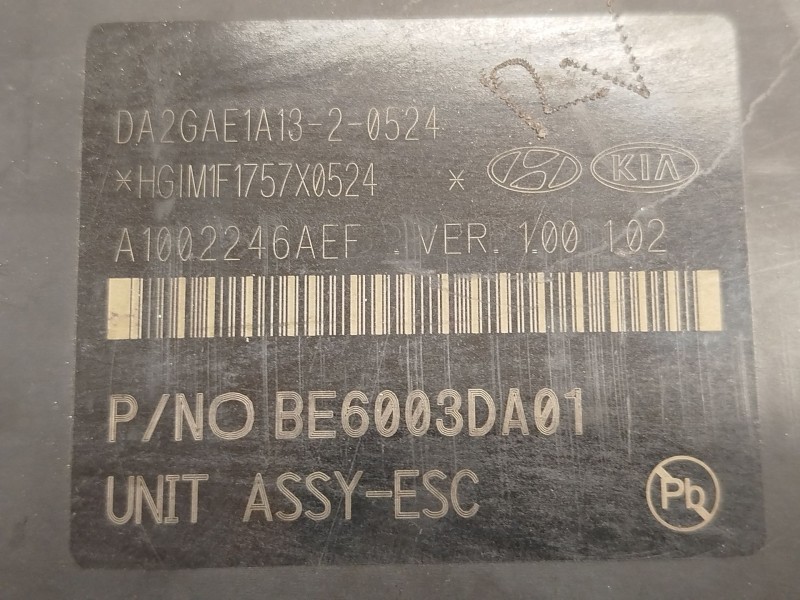 DA2GAE1A13-2-0524
*HGIM1F1757X0524 *
KIA
A1002246AEF VER. 1.00 102
P/NO BE6003DA01
UNIT ASSY-ESC
Pb